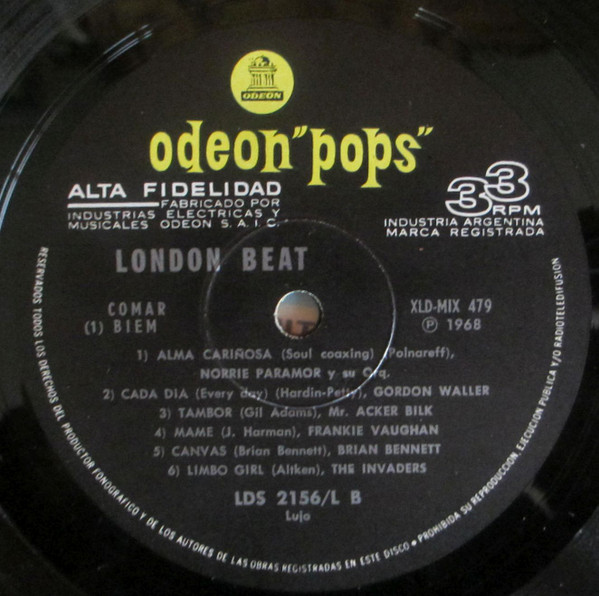 ODEON
odeon "pops"
ALTA FIDELIDAD
FABRICADO POR
INDUSTRIAS ELECTRICAS Y
MUSICALES ODEON S.A.I.C.
33
RPM
INDUSTRIA ARGENTINA
MARCA REGISTRADA
LONDON BEAT
COMAR
(1) BIEM
XLD-MIX 479
Ⓟ 1968
1) ALMA CARIÑOSA (Soul coaxing) (Polnareff),
NORRIE PARAMOR y su Orq.
2) CADA DIA (Every day) (Hardin-Petty), GORDON WALLER
3) TAMBOR (Gil Adams), Mr. ACKER BILK
4) MAME (J. Harman), FRANKIE VAUGHAN
5) CANVAS (Brian Bennett), BRIAN BENNETT
6) LIMBO GIRL (Aitken), THE INVADERS
LDS 2156/L B
Lujo
RESERVADOS TODOS LOS DERECHOS DEL PRODUCTOR FONOGRAFICO Y DE LOS AUTORES DE LAS OBRAS REGISTRADAS EN ESTE DISCO • PROHIBIDA SU REPRODUCCION, EJECUCION PUBLICA Y/O RADIOTELEDIFUSION